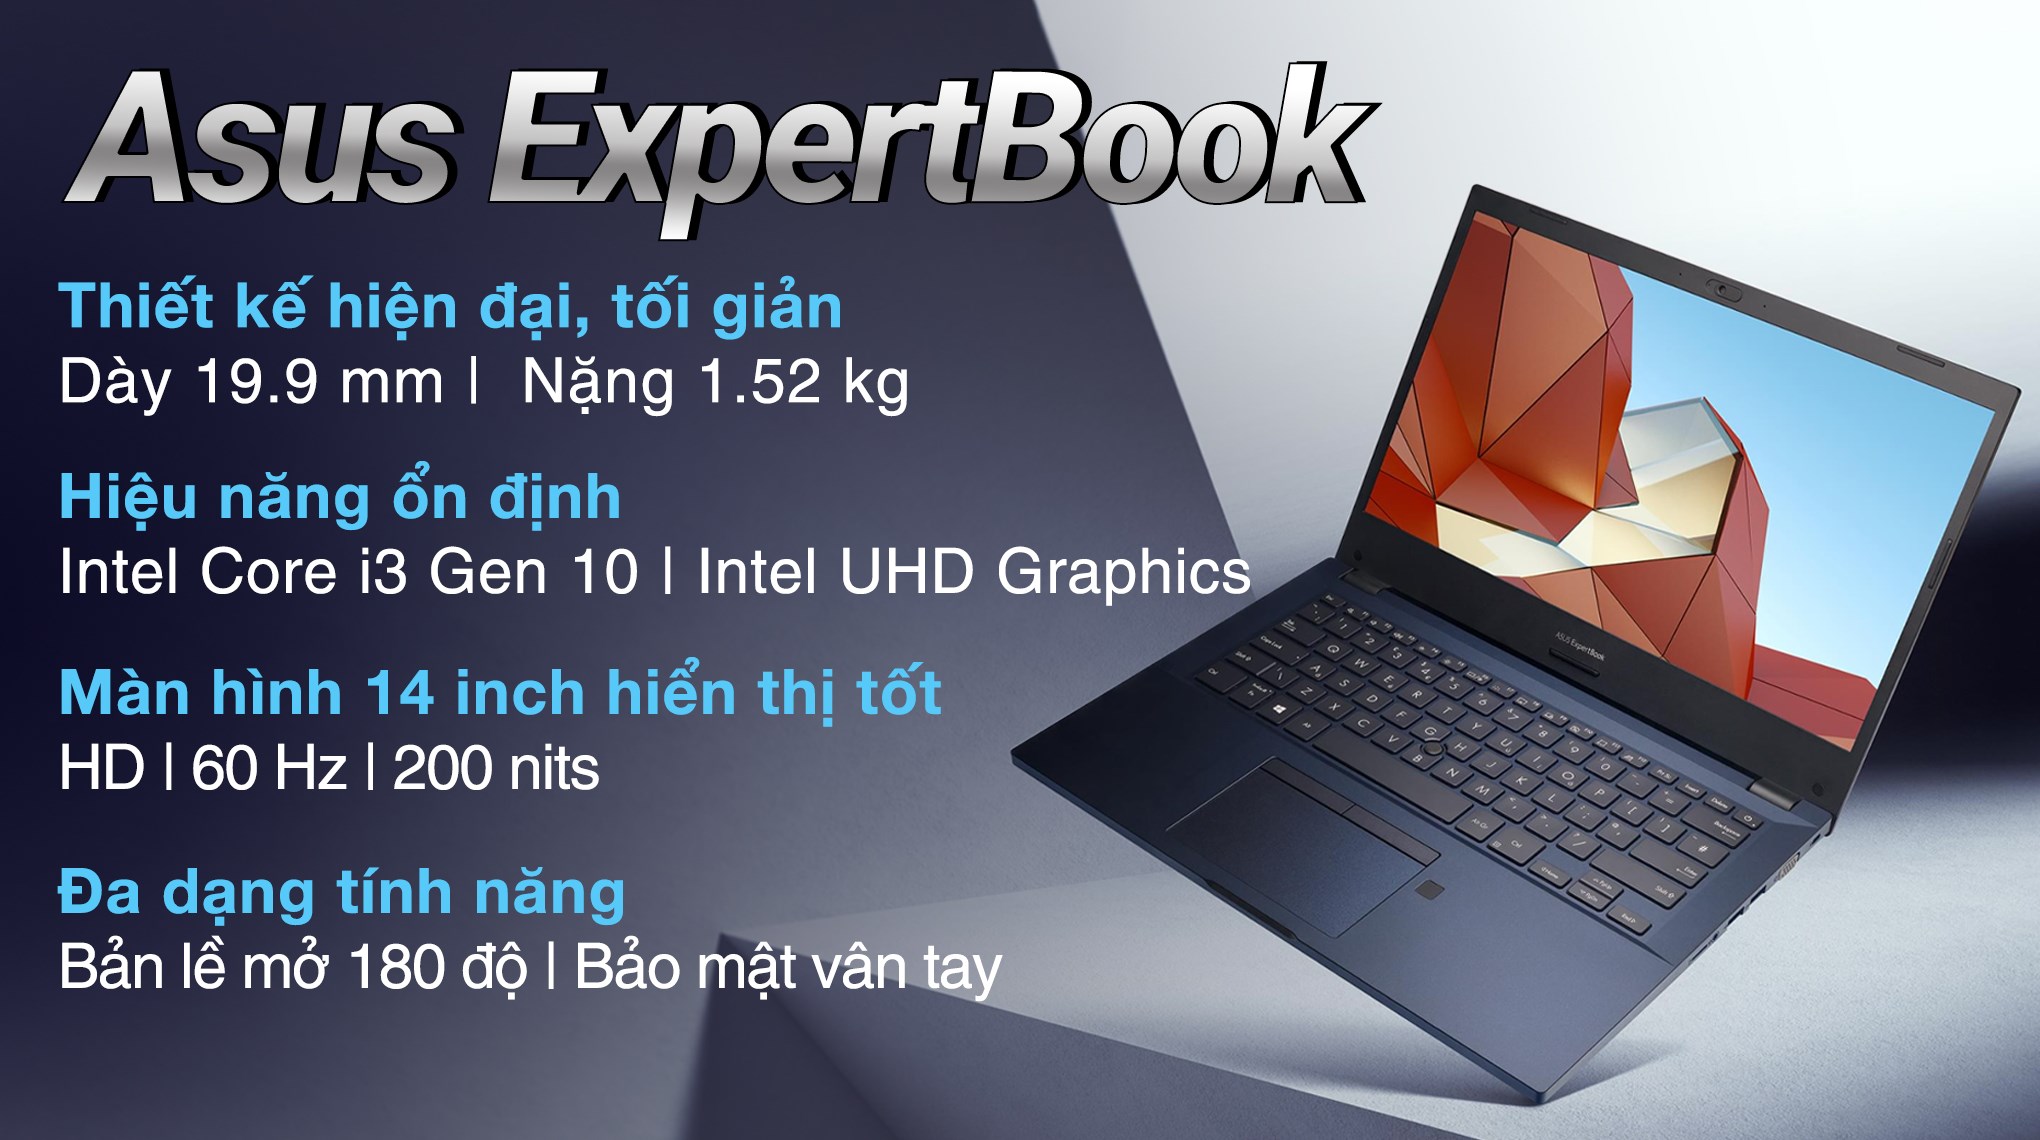 Asus ExpertBook
Thiết kế hiện đại, tối giản
Dày 19.9 mm | Nặng 1.52 kg
Hiệu năng ổn định
Intel Core i3 Gen 10 | Intel UHD Graphics
Màn hình 14 inch hiển thị tốt
HD | 60 Hz | 200 nits
Đa dạng tính năng
Bản lề mở 180 độ | Bảo mật vân tay
ASUS ExpertBook